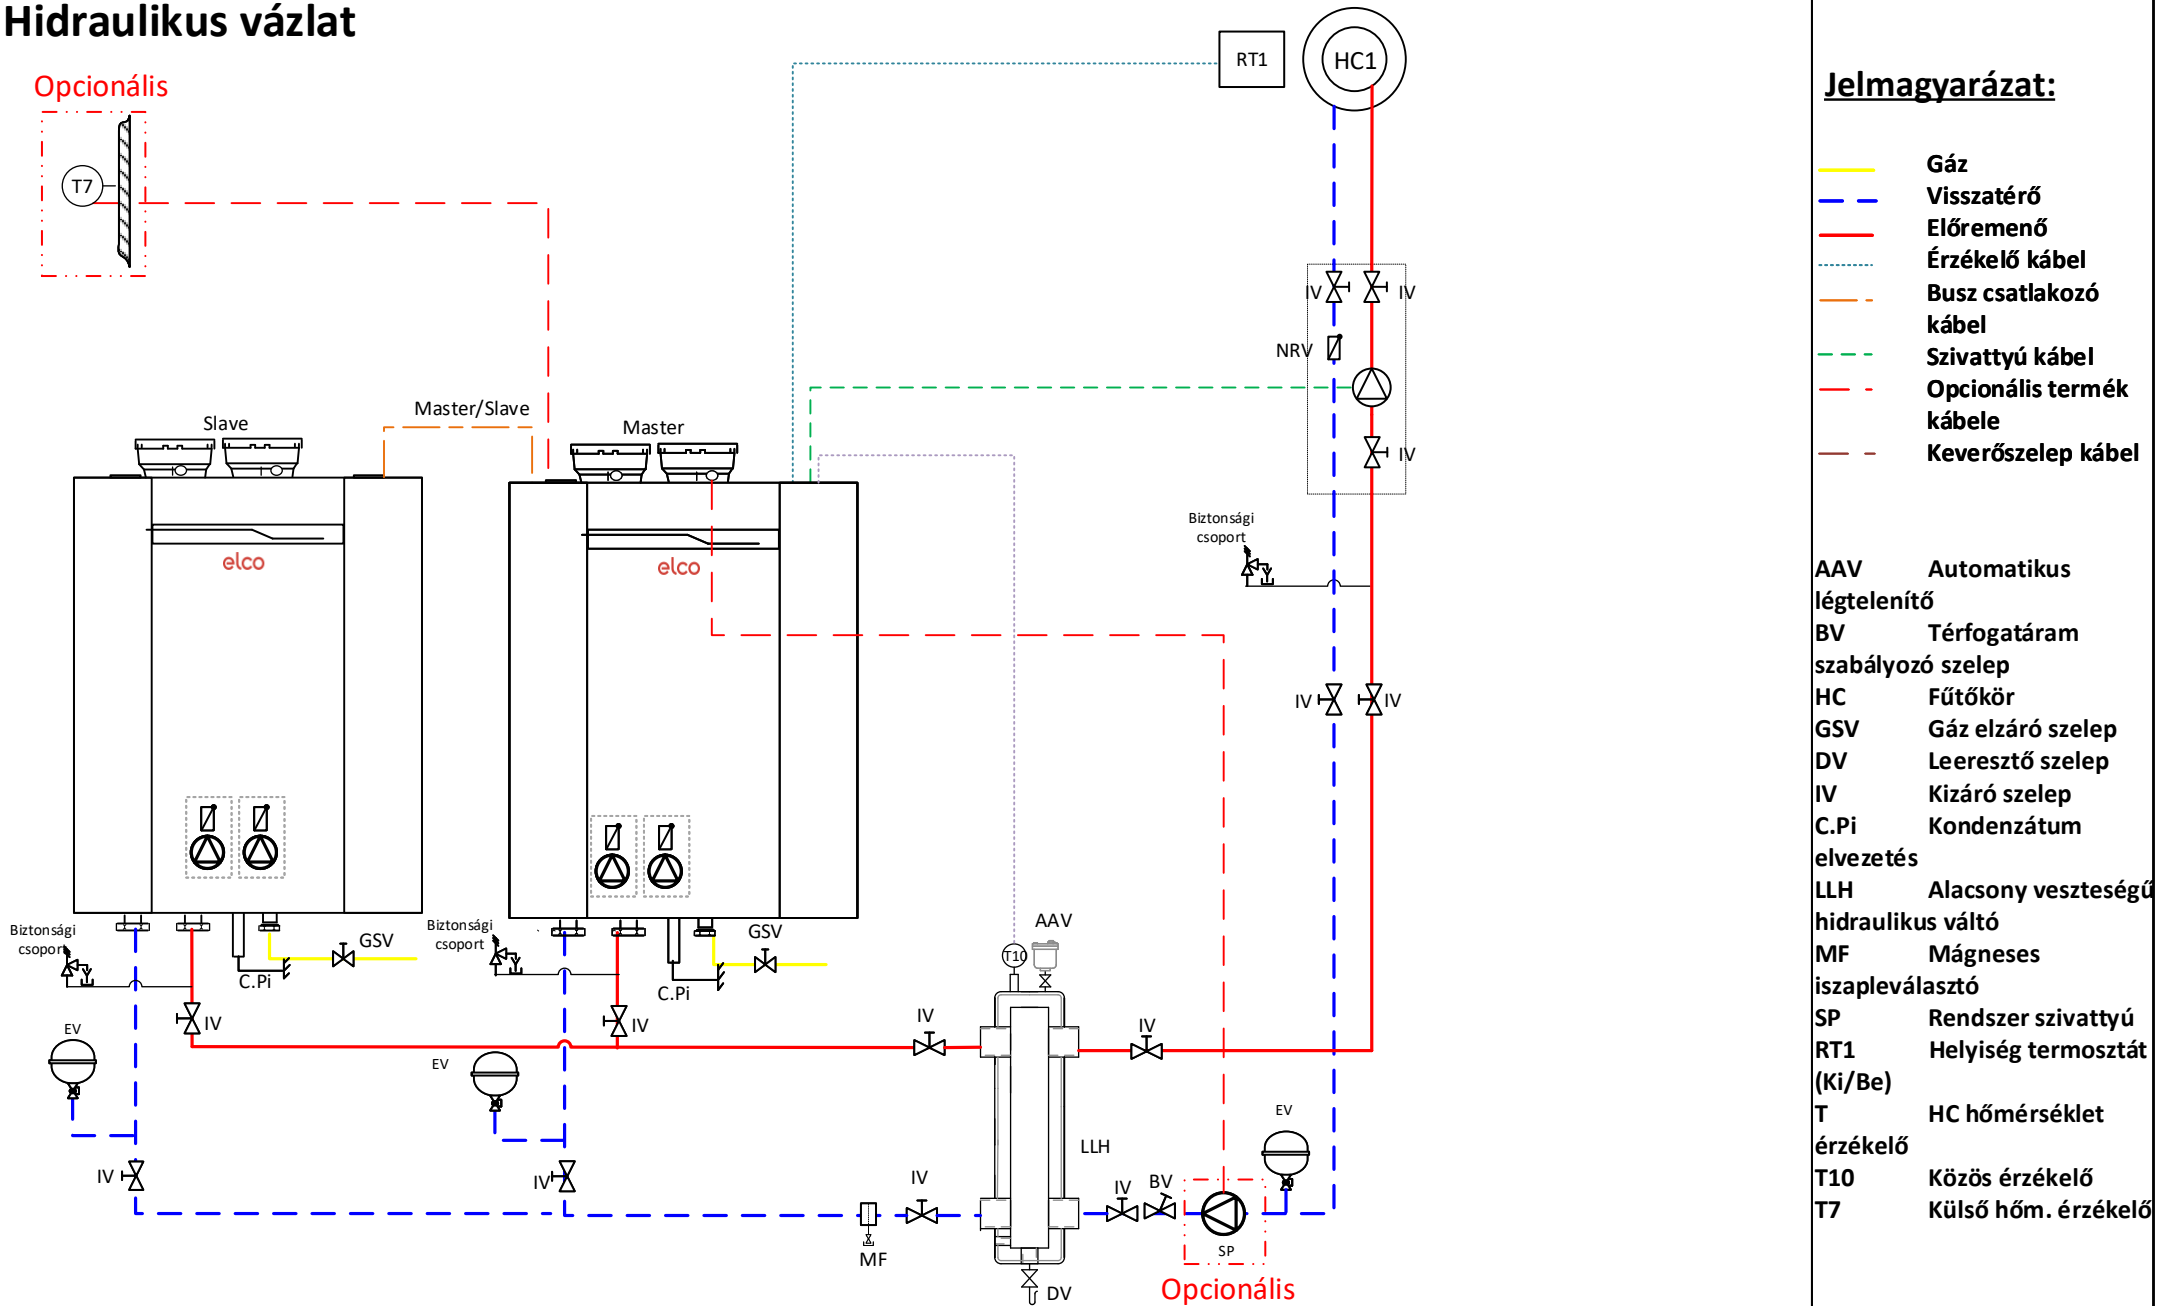 Hidraulikus vázlat
Opcionális
T7
RT1
HC1
IV
IV
NRV
IV
Master/Slave
Slave
Master
elco
elco
Biztonsági
csoport
IV
IV
Biztonsági
csoport
GSV
C.Pi
Biztonsági
csoport
GSV
C.Pi
AAV
T10
IV
IV
IV
IV
EV
EV
EV
IV
IV
IV
LLH
IV
BV
SP
MF
DV
Opcionális
Jelmagyarázat:
Gáz
Visszatérő
Előremenő
Érzékelő kábel
Busz csatlakozó
kábel
Szivattyú kábel
Opcionális termék
kábele
Keverőszelep kábel
AAV Automatikus
légtelenítő
BV Térfogatáram
szabályozó szelep
HC Fűtőkör
GSV Gáz elzáró szelep
DV Leeresztő szelep
IV Kizáró szelep
C.Pi Kondenzátum
elvezetés
LLH Alacsony veszteségű
hidraulikus váltó
MF Mágneses
iszapleválasztó
SP Rendszer szivattyú
RT1 Helyiség termosztát
(Ki/Be)
T HC hőmérséklet
érzékelő
T10 Közös érzékelő
T7 Külső hőm. érzékelő